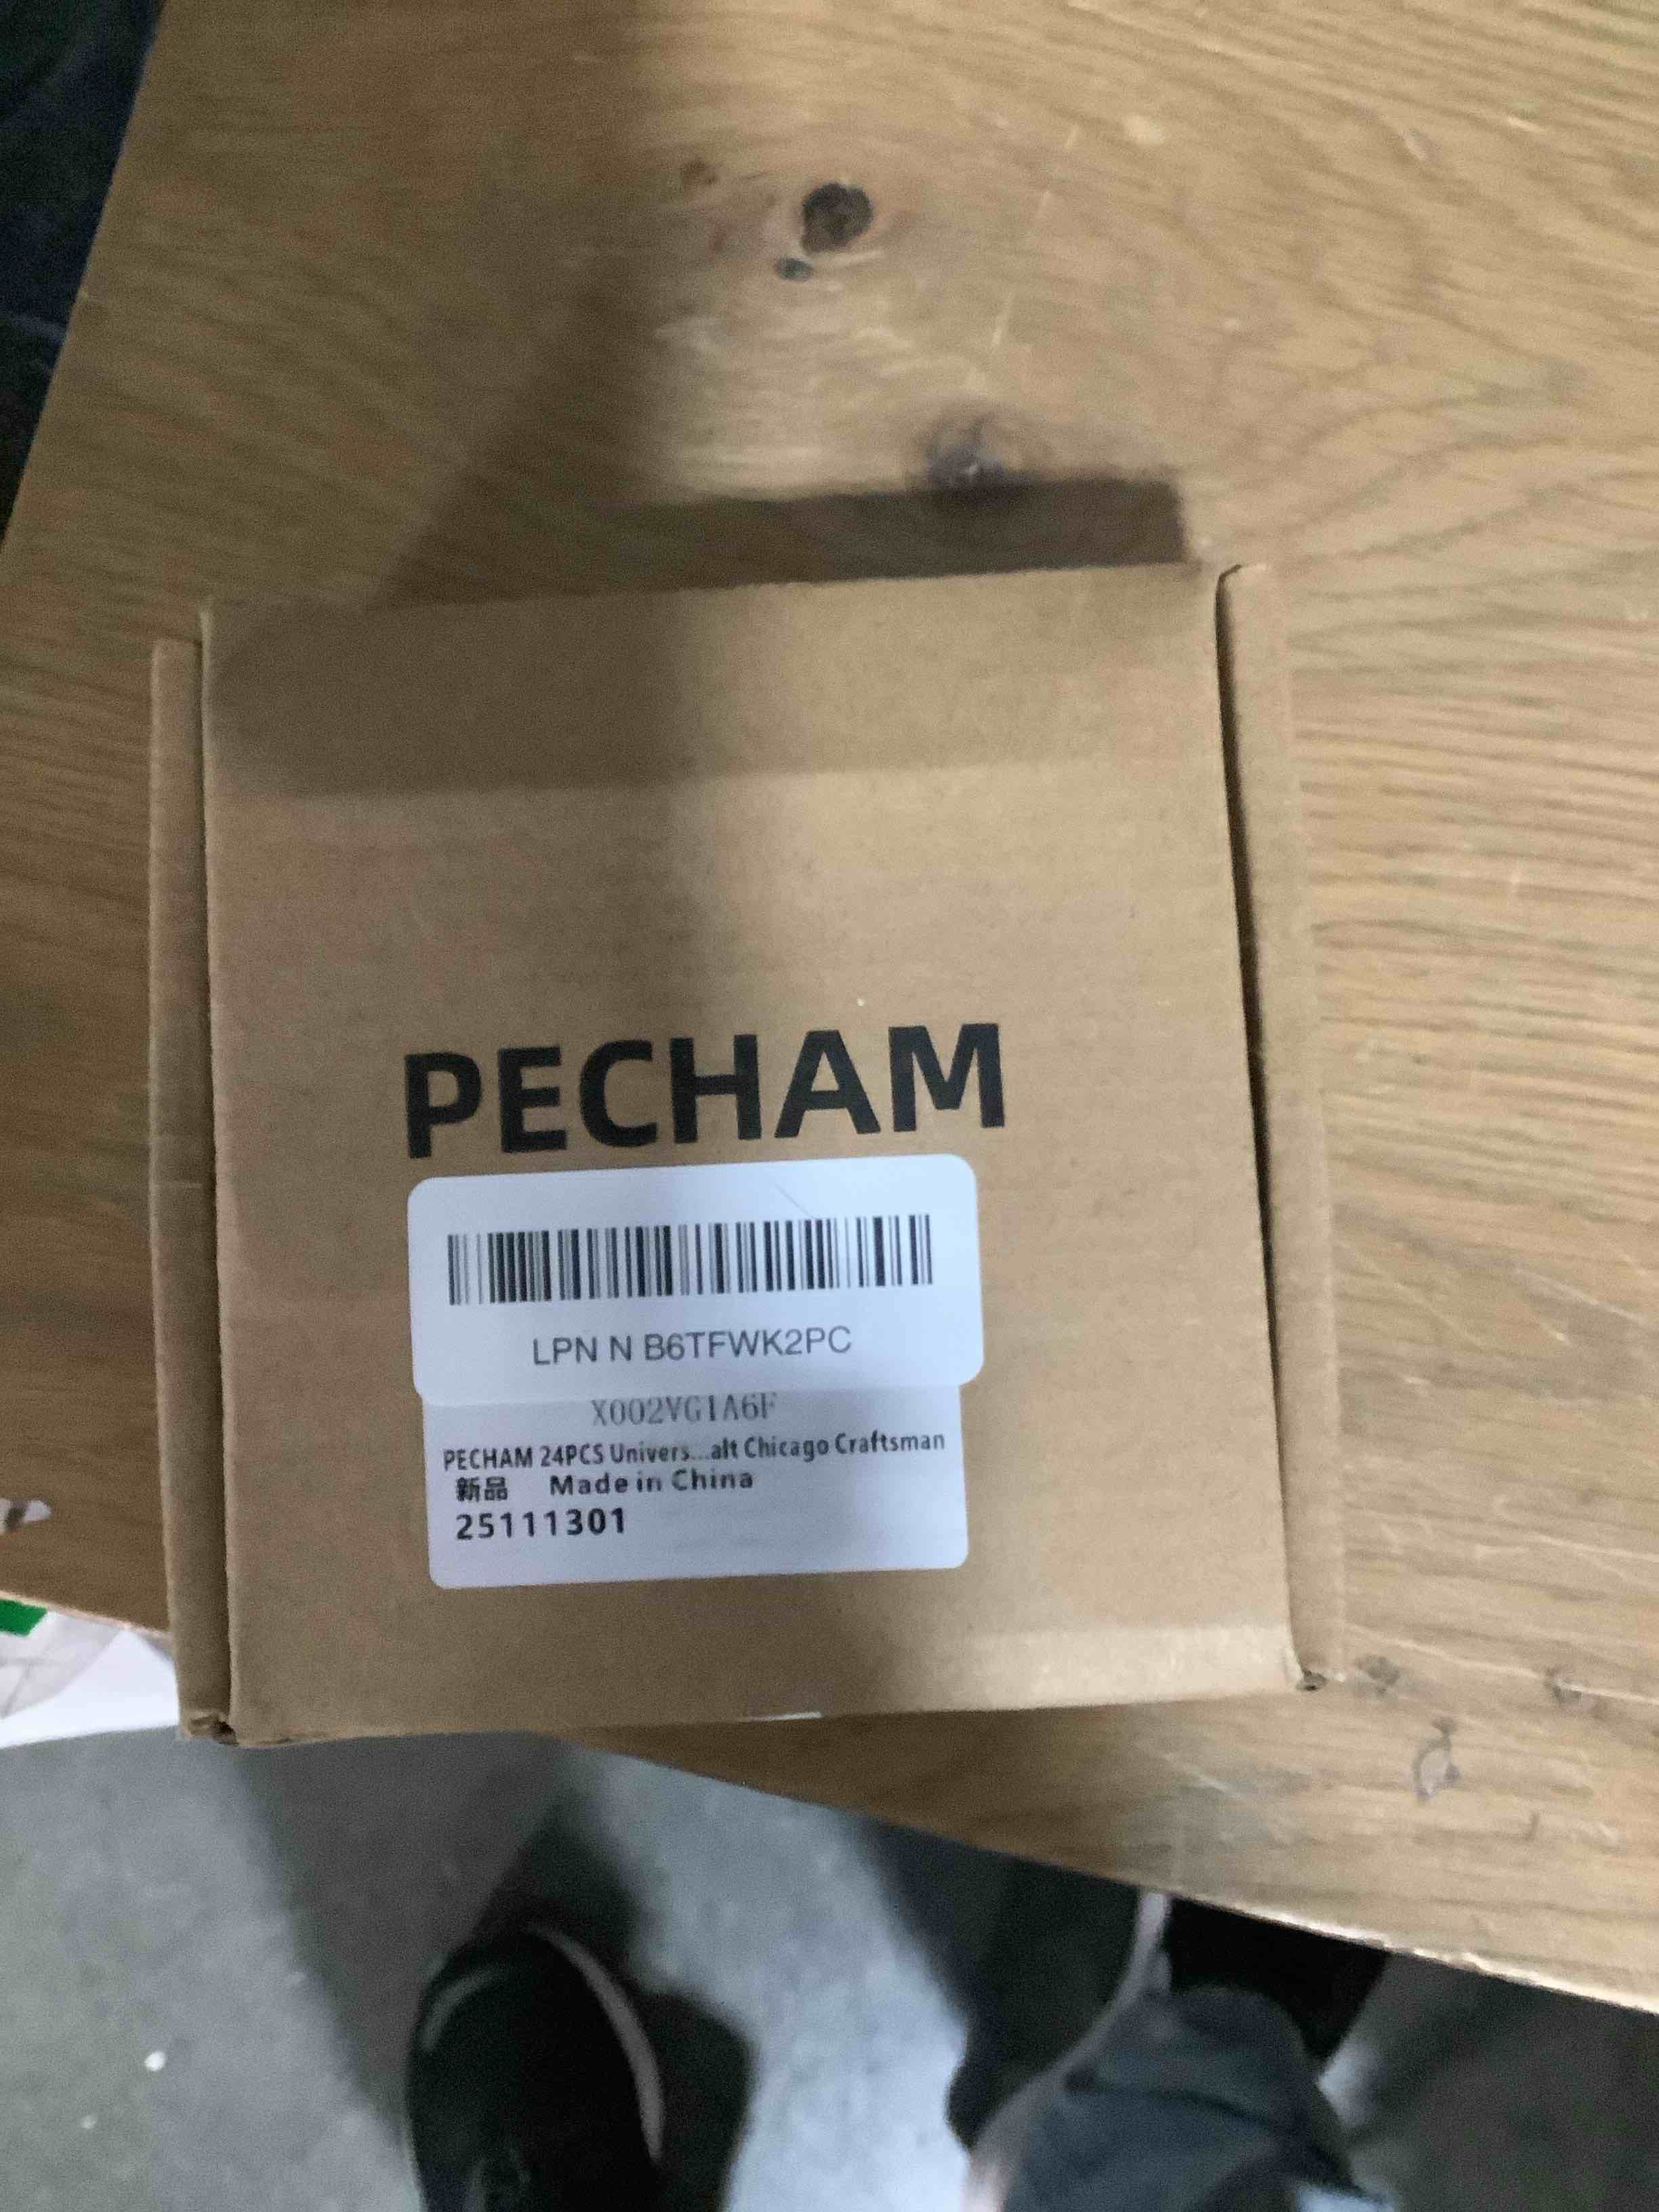 PECHAM
LPN N B6TFWK2PC
X002VG1A6F
PECHAM 24PCS Univers...alt Chicago Craftsman
新品 Made in China
25111301